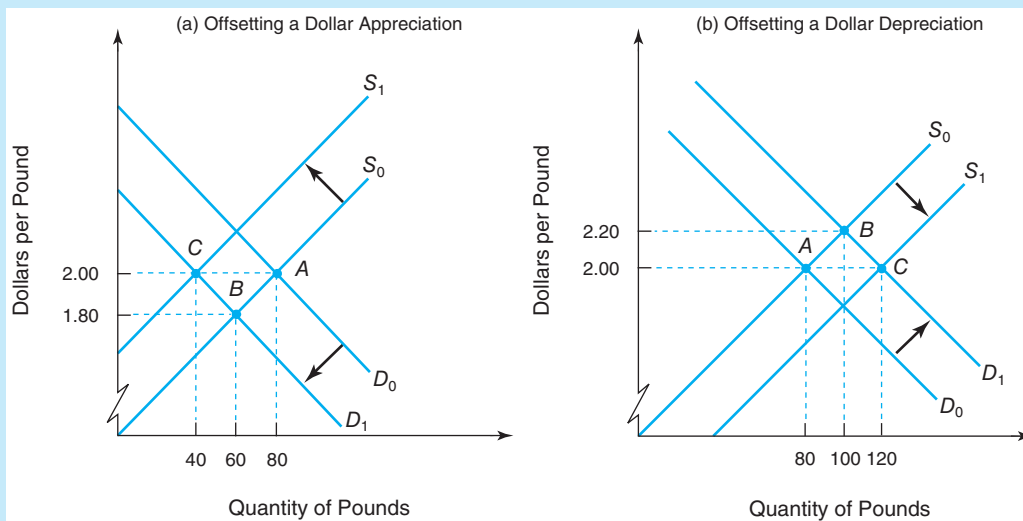 (a) Offsetting a Dollar Appreciation
S1
S0
Dollars per Pound
C
A
2.00
B
1.80
D0
D1
40 60 80
Quantity of Pounds
(b) Offsetting a Dollar Depreciation
S0
S1
Dollars per Pound
2.20
B
A
2.00
C
D1
D0
80 100 120
Quantity of Pounds